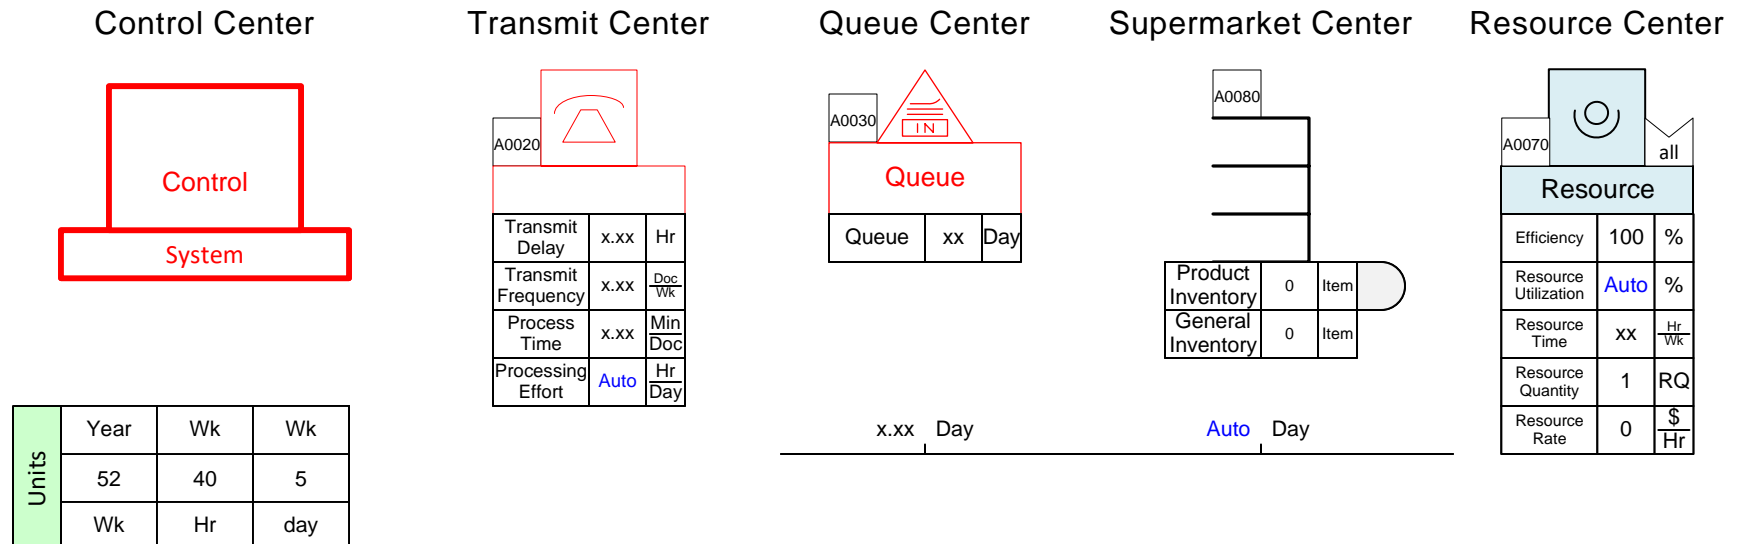 Control Center
Transmit Center
Queue Center
Supermarket Center
Resource Center
Control
System
A0020
Transmit
Delay
x.xx
Hr
Transmit
Frequency
x.xx
Doc
Wk
Process
Time
x.xx
Min
Doc
Processing
Effort
Auto
Hr
Day
A0030
IN
Queue
Queue
xx
Day
A0080
Product
Inventory
0
Item
General
Inventory
0
Item
A0070
all
Resource
Efficiency
100
%
Resource
Utilization
Auto
%
Resource
Time
xx
Hr
Wk
Resource
Quantity
1
RQ
Resource
Rate
0
$
Hr
Units
Year Wk Wk
52 40 5
Wk Hr day
x.xx Day
Auto Day